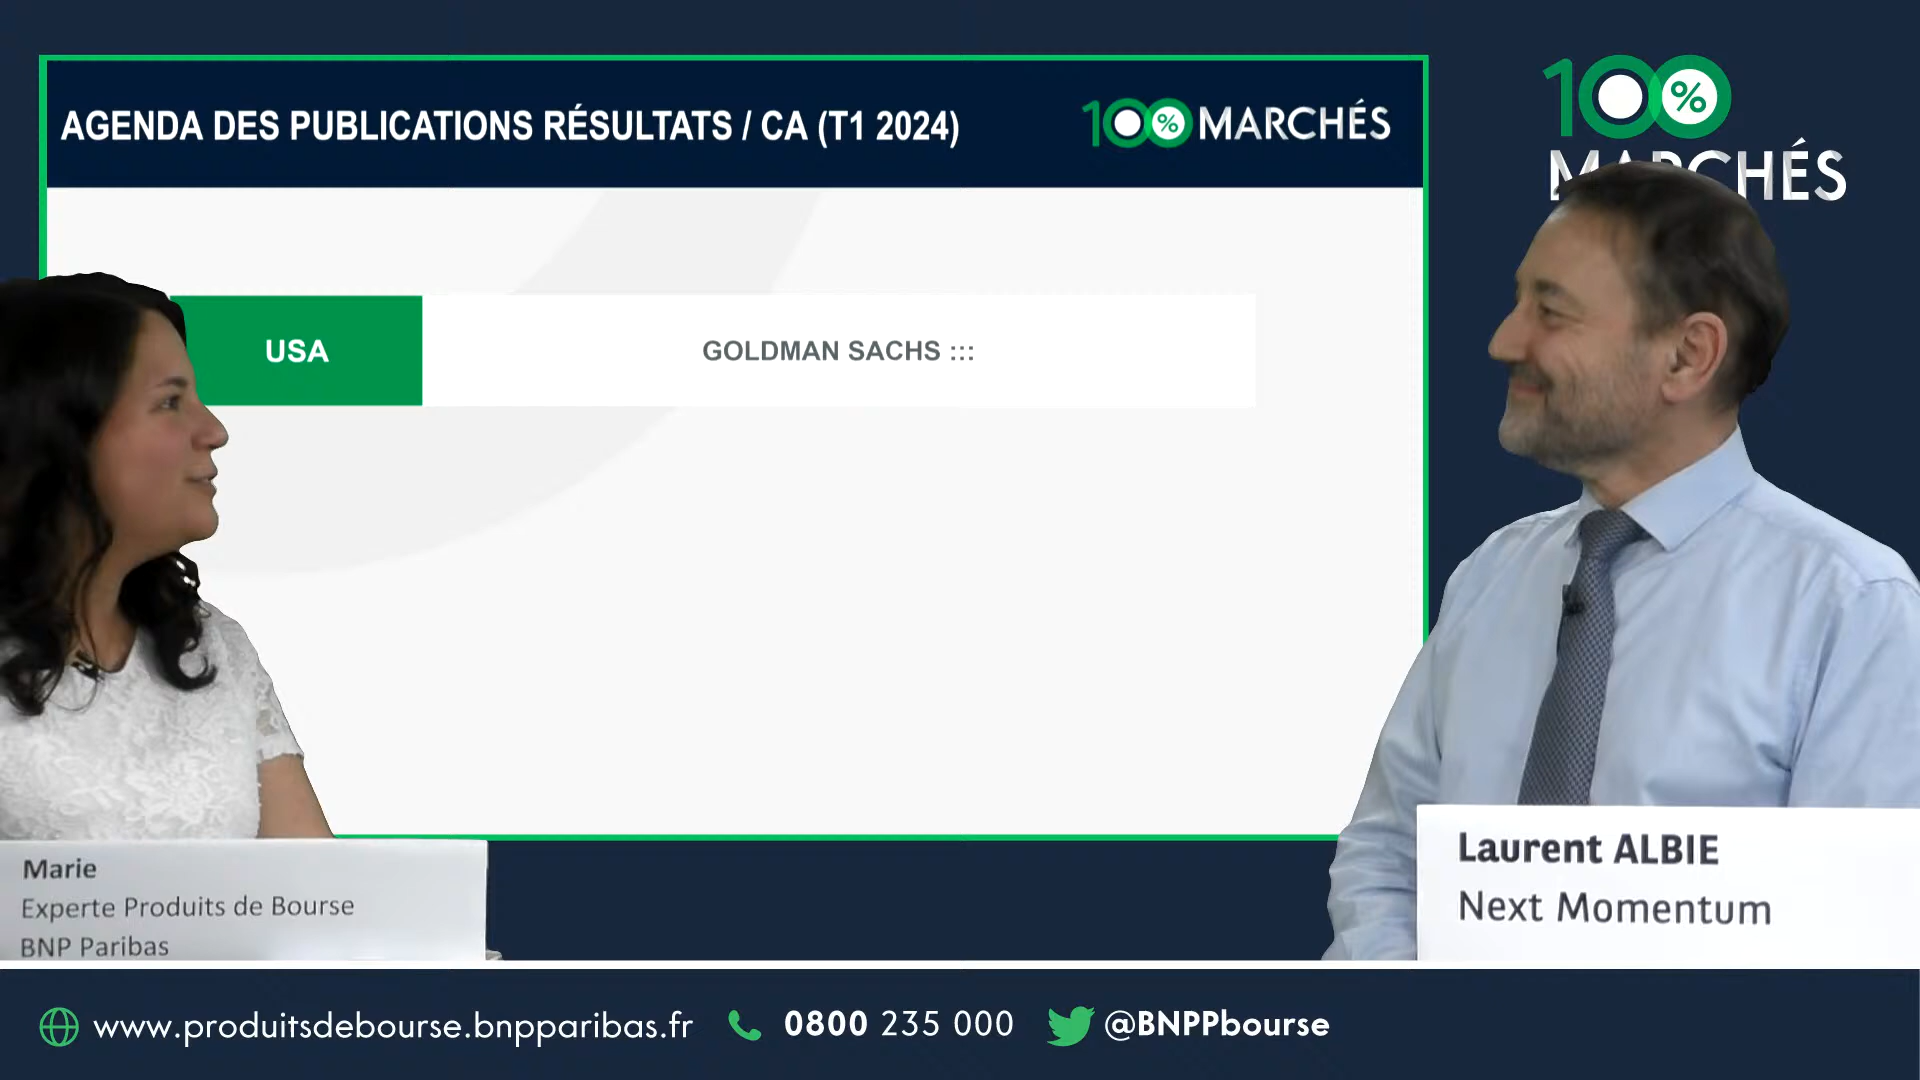 AGENDA DES PUBLICATIONS RÉSULTATS / CA (T1 2024)
100% MARCHÉS
100%
MARCHÉS
USA
GOLDMAN SACHS :::
Marie
Experte Produits de Bourse
BNP Paribas
Laurent ALBIE
Next Momentum
www.produitsdebourse.bnpparibas.fr
0800 235 000
@BNPPbourse